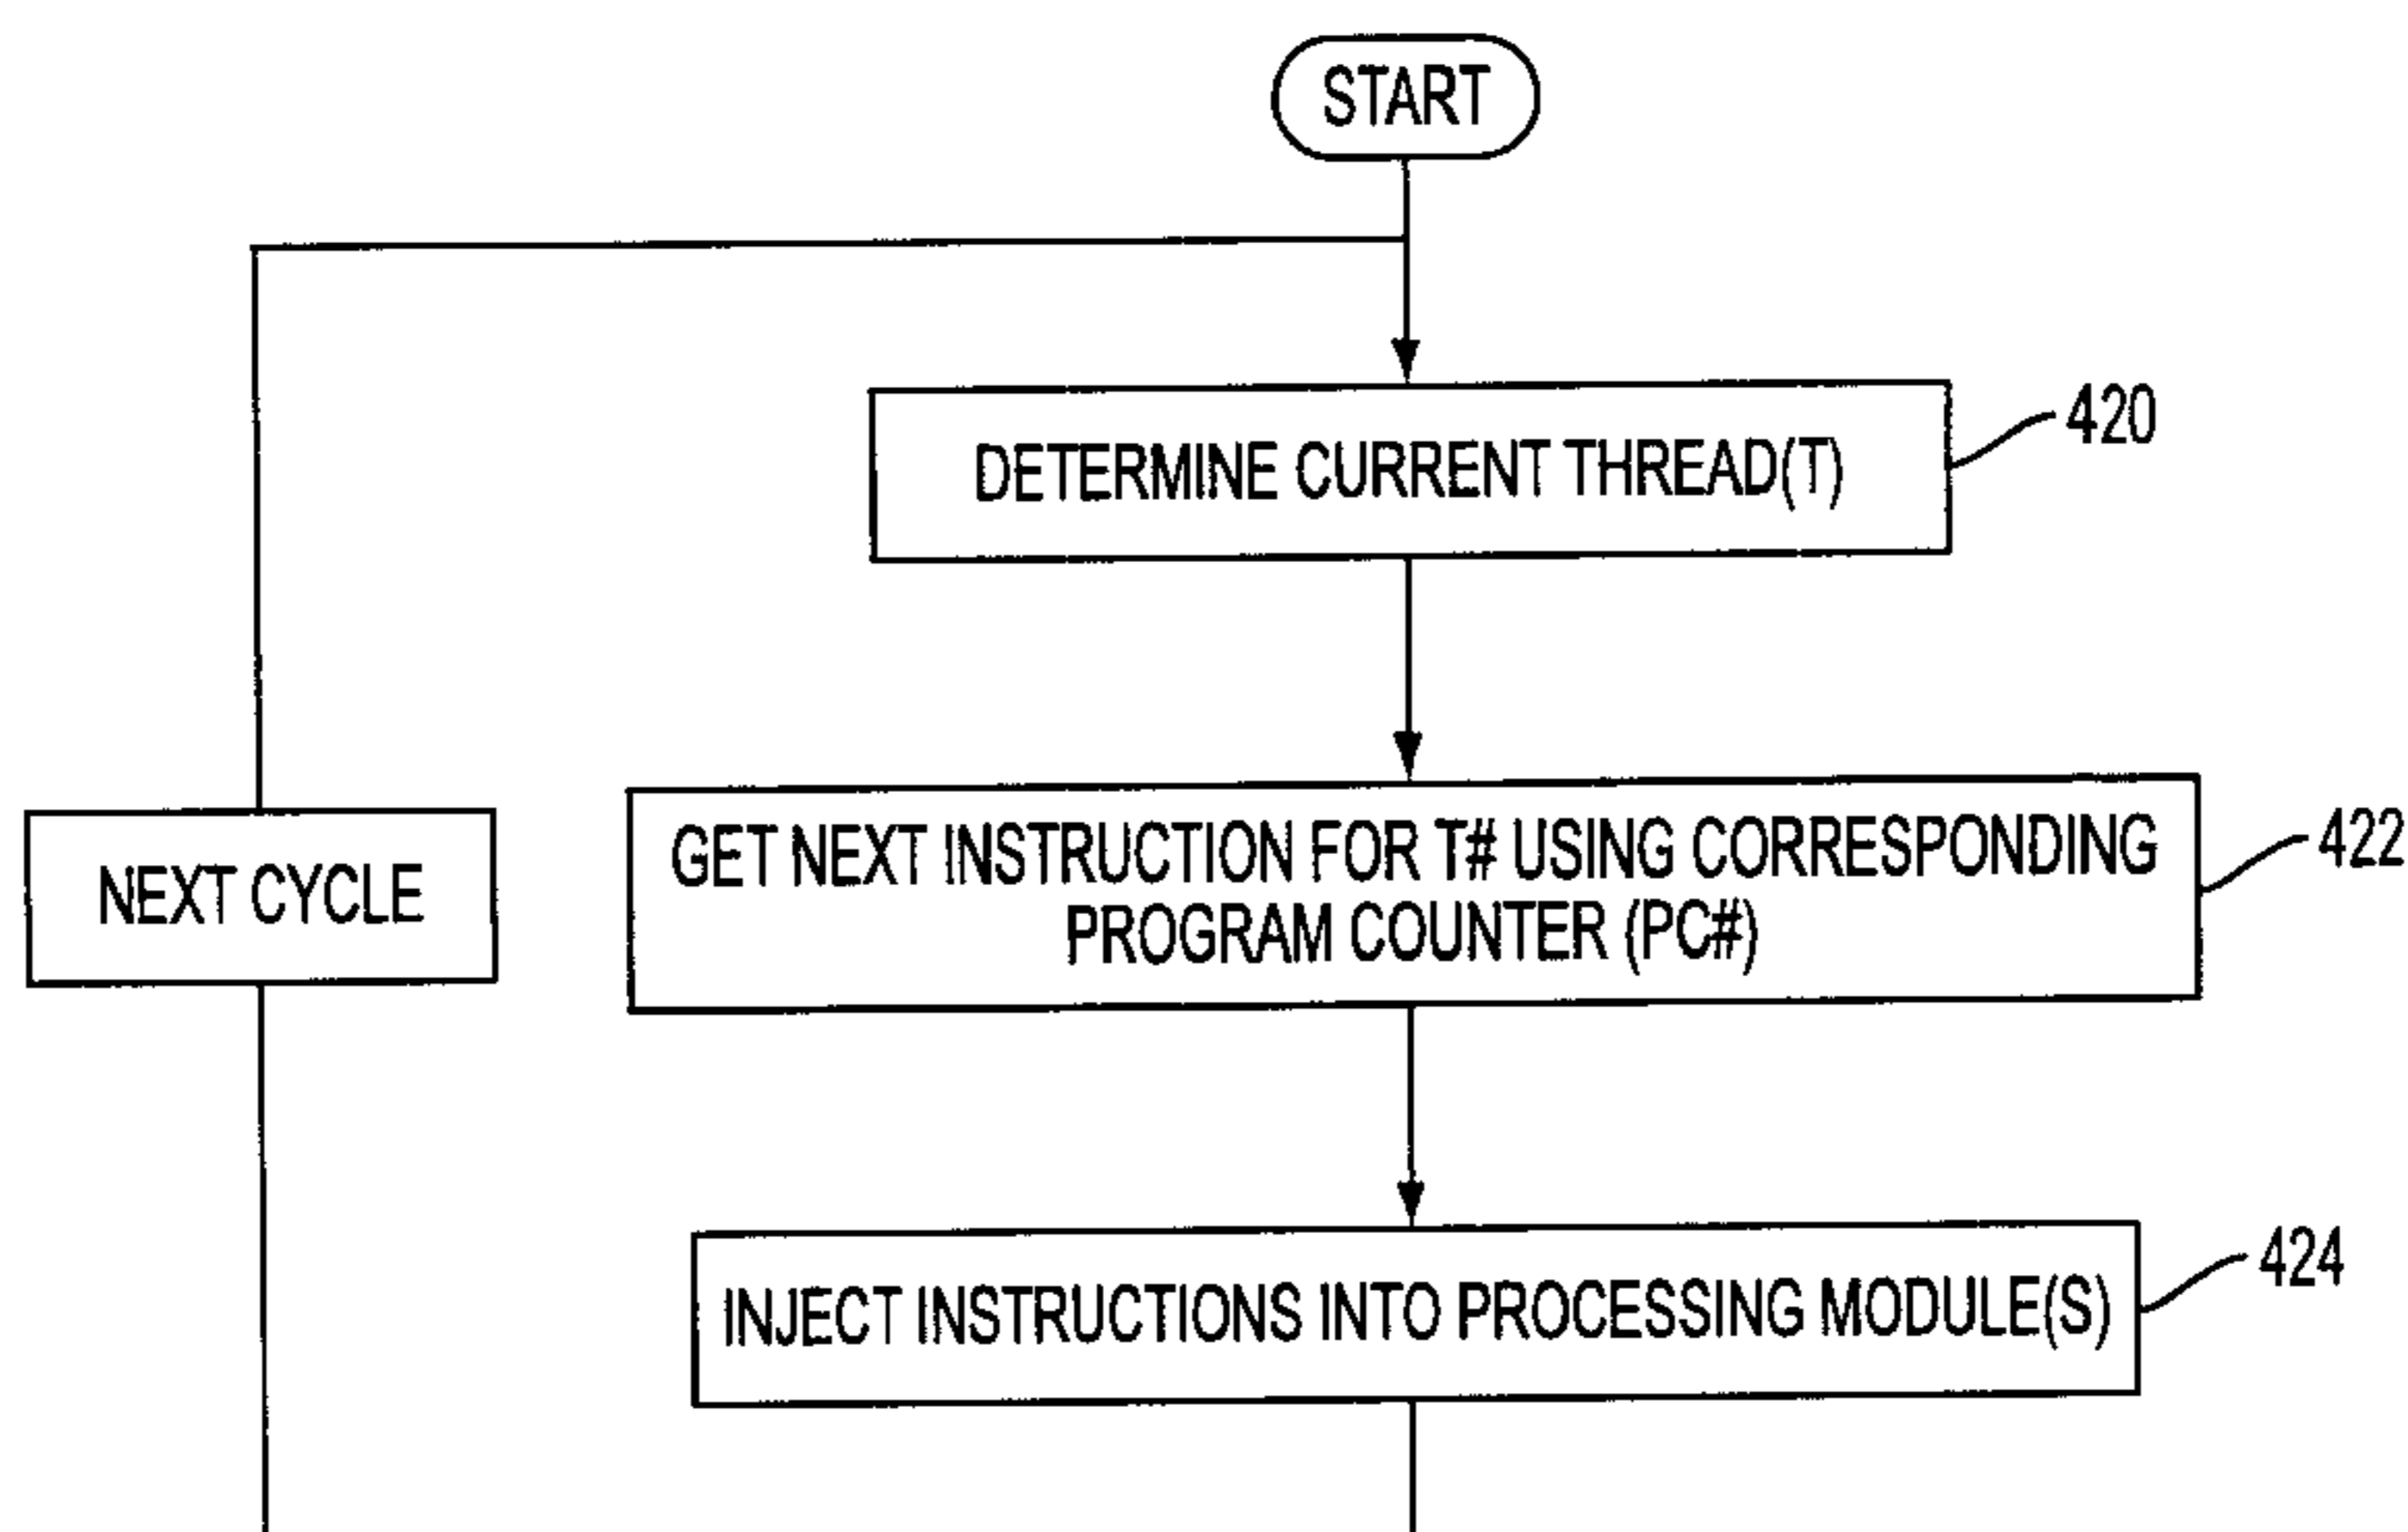 START
DETERMINE CURRENT THREAD(T)
420
GET NEXT INSTRUCTION FOR T# USING CORRESPONDING
PROGRAM COUNTER (PC#)
422
NEXT CYCLE
INJECT INSTRUCTIONS INTO PROCESSING MODULE(S)
424